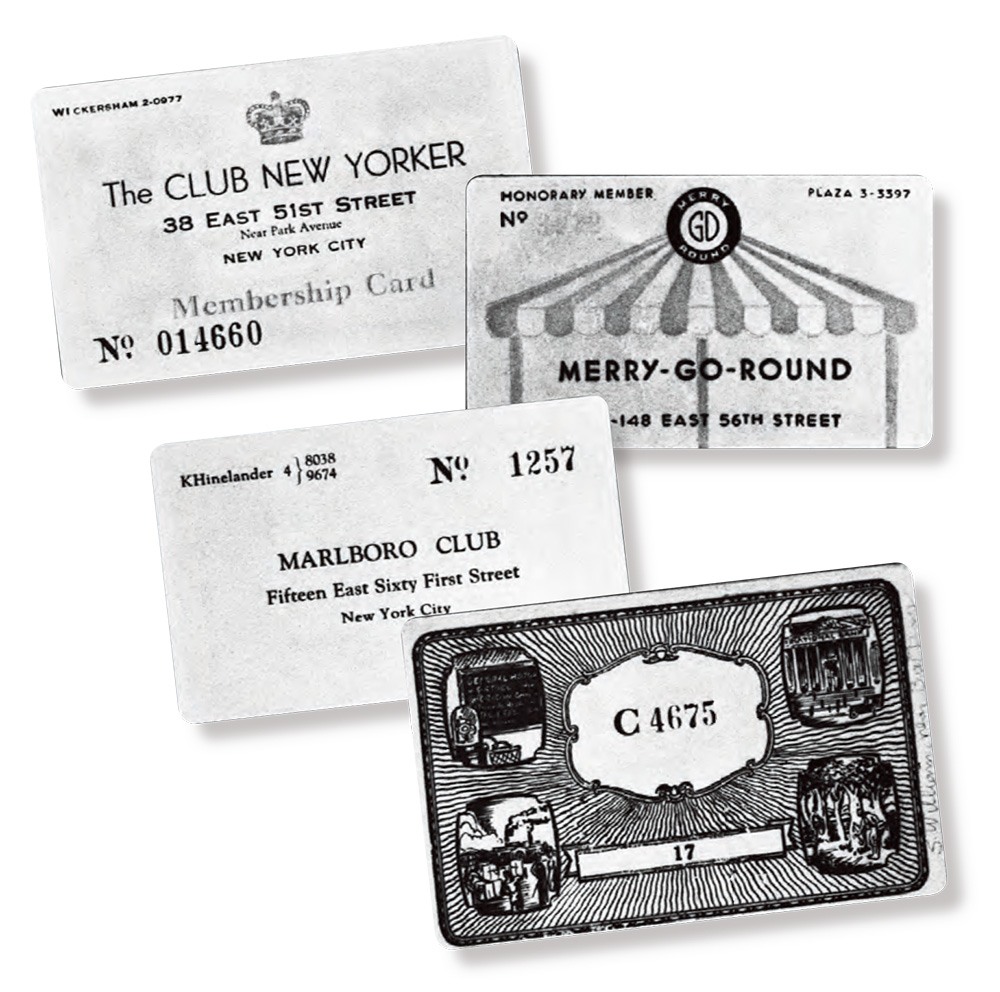 WICKERSHAM 2-0977
The CLUB NEW YORKER
38 EAST 51ST STREET
Near Park Avenue
NEW YORK CITY
Membership Card
Nº 014660
HONORARY MEMBER
Nº
PLAZA 3-3397
MERRY
GD
ROUND
MERRY-GO-ROUND
-148 EAST 56TH STREET
KHinelander 4 } 8038
9674
Nº 1257
MARLBORO CLUB
Fifteen East Sixty First Street
New York City
C 4675
17